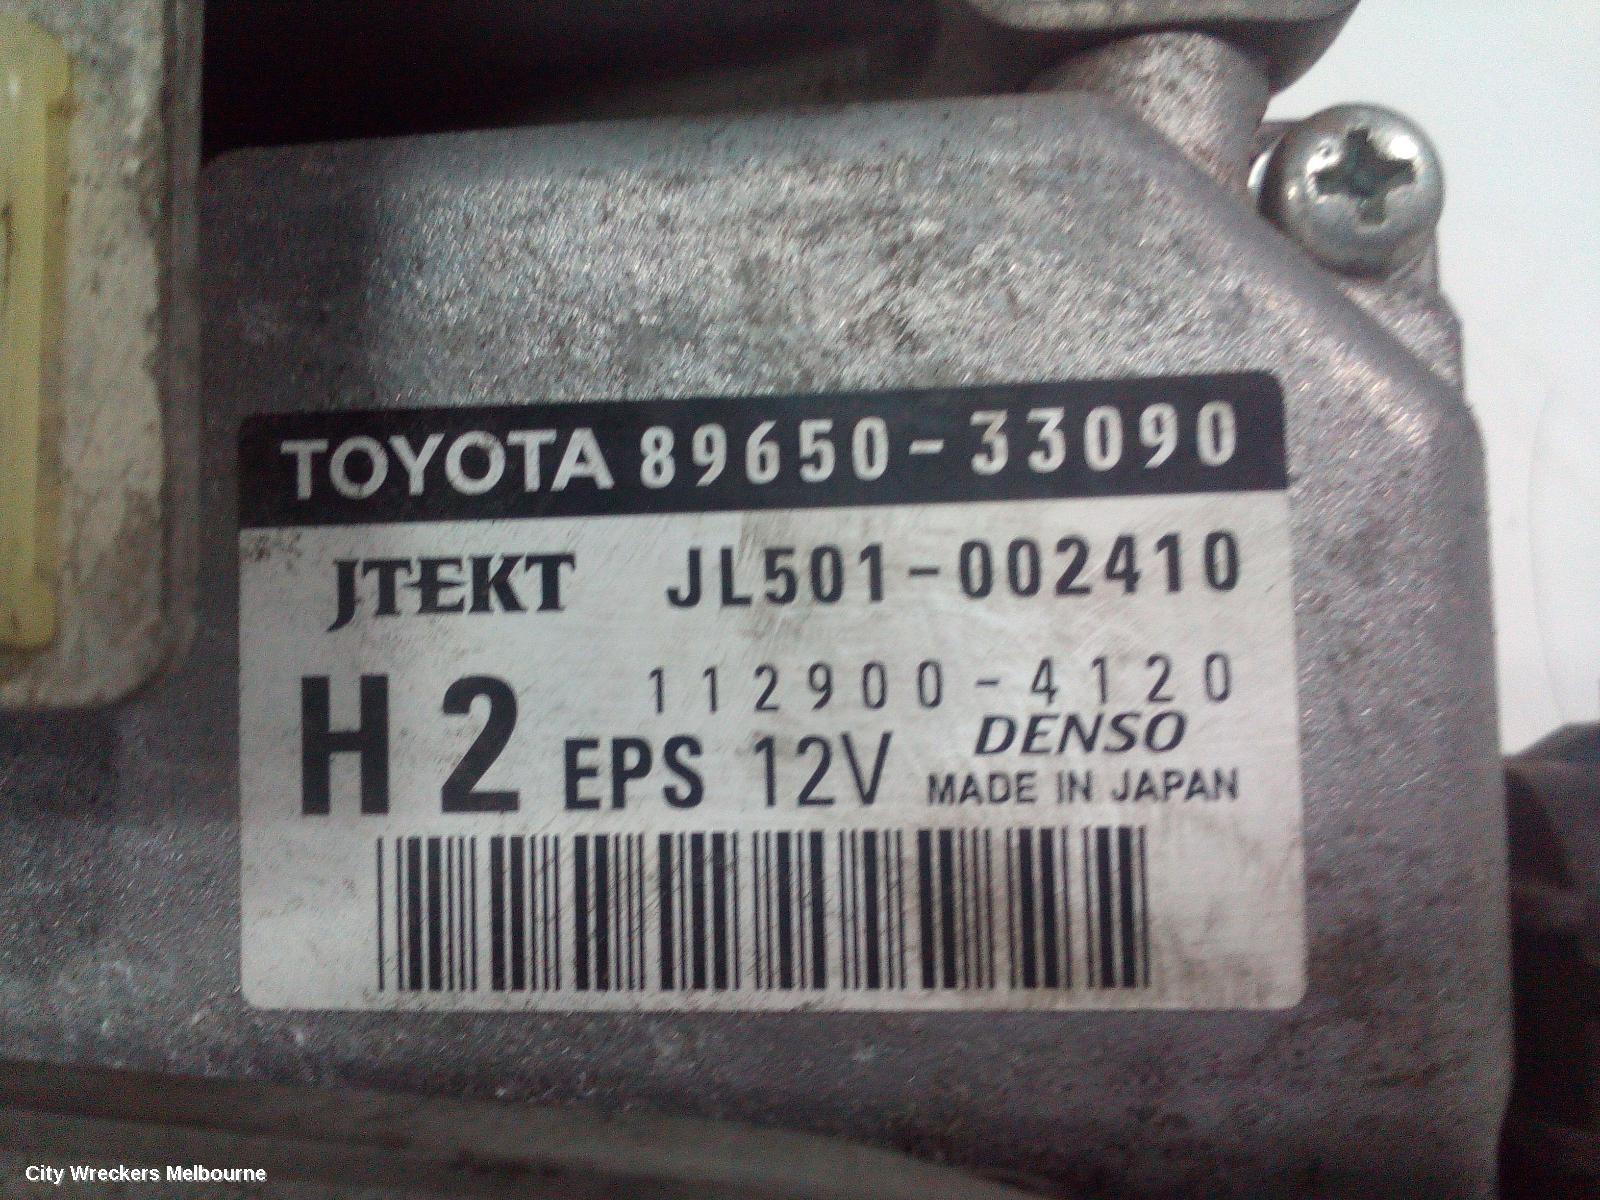 TOYOTA 89650-33090
JTEKT JL501-002410
H2 112900-4120
EPS 12V DENSO
MADE IN JAPAN
City Wreckers Melbourne